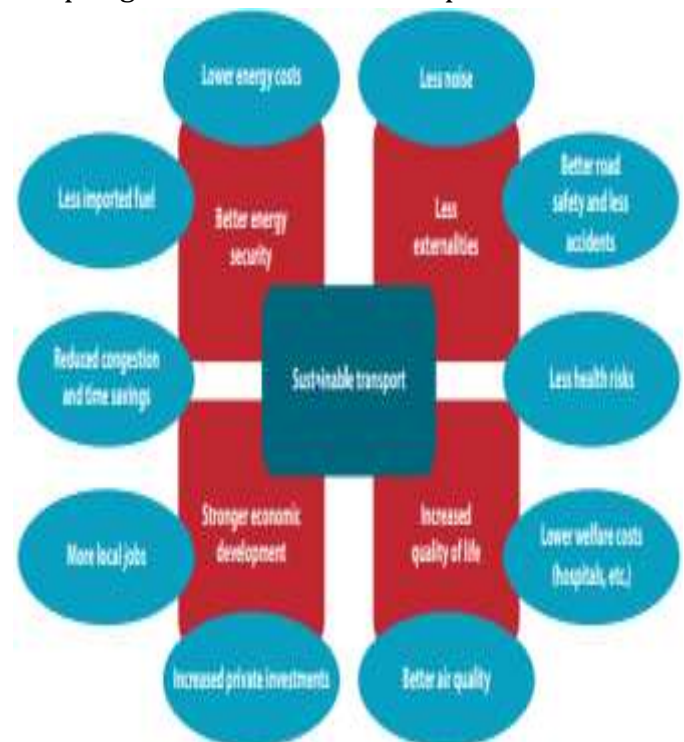 Lower energy costs
Less noise
Less imported fuel
Better energy
security
Less
externalities
Better road
safety and less
accidents
Reduced congestion
and time savings
Sustainable transport
Less health risks
More local jobs
Stronger economic
development
Increased
quality of life
Lower welfare costs
(hospitals, etc.)
Increased private investments
Better air quality